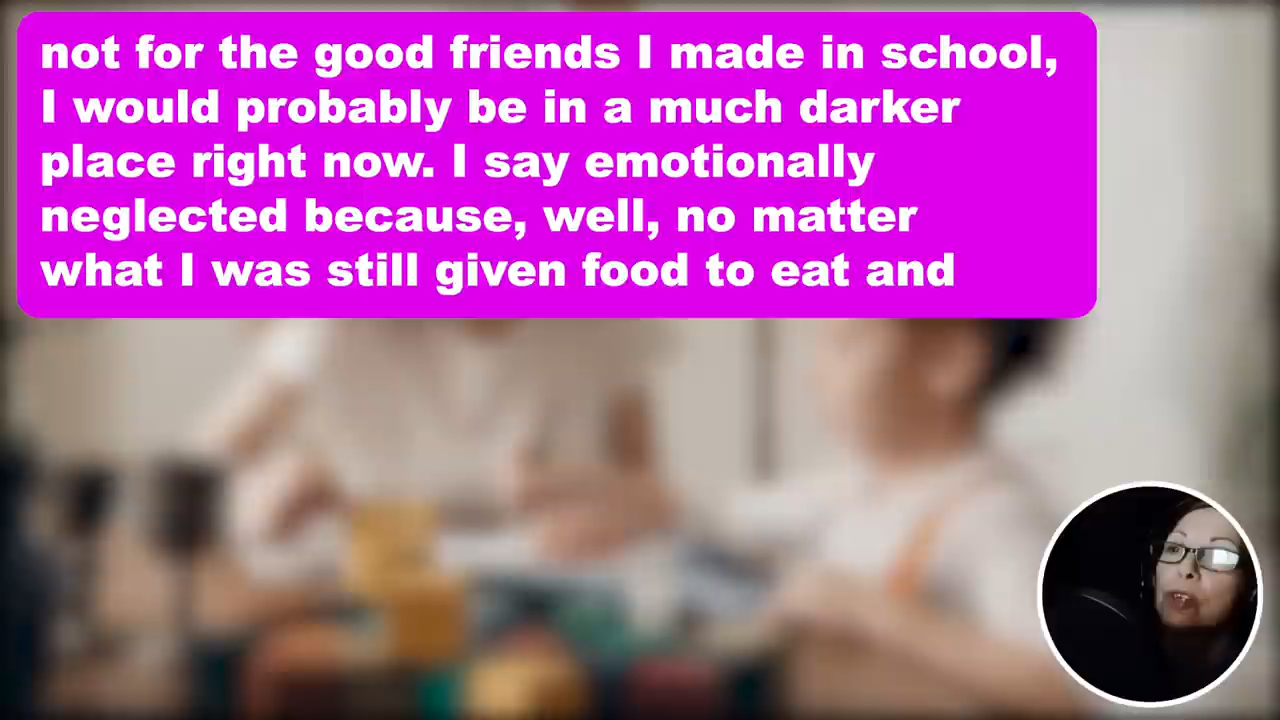 not for the good friends I made in school,
I would probably be in a much darker
place right now. I say emotionally
neglected because, well, no matter
what I was still given food to eat and